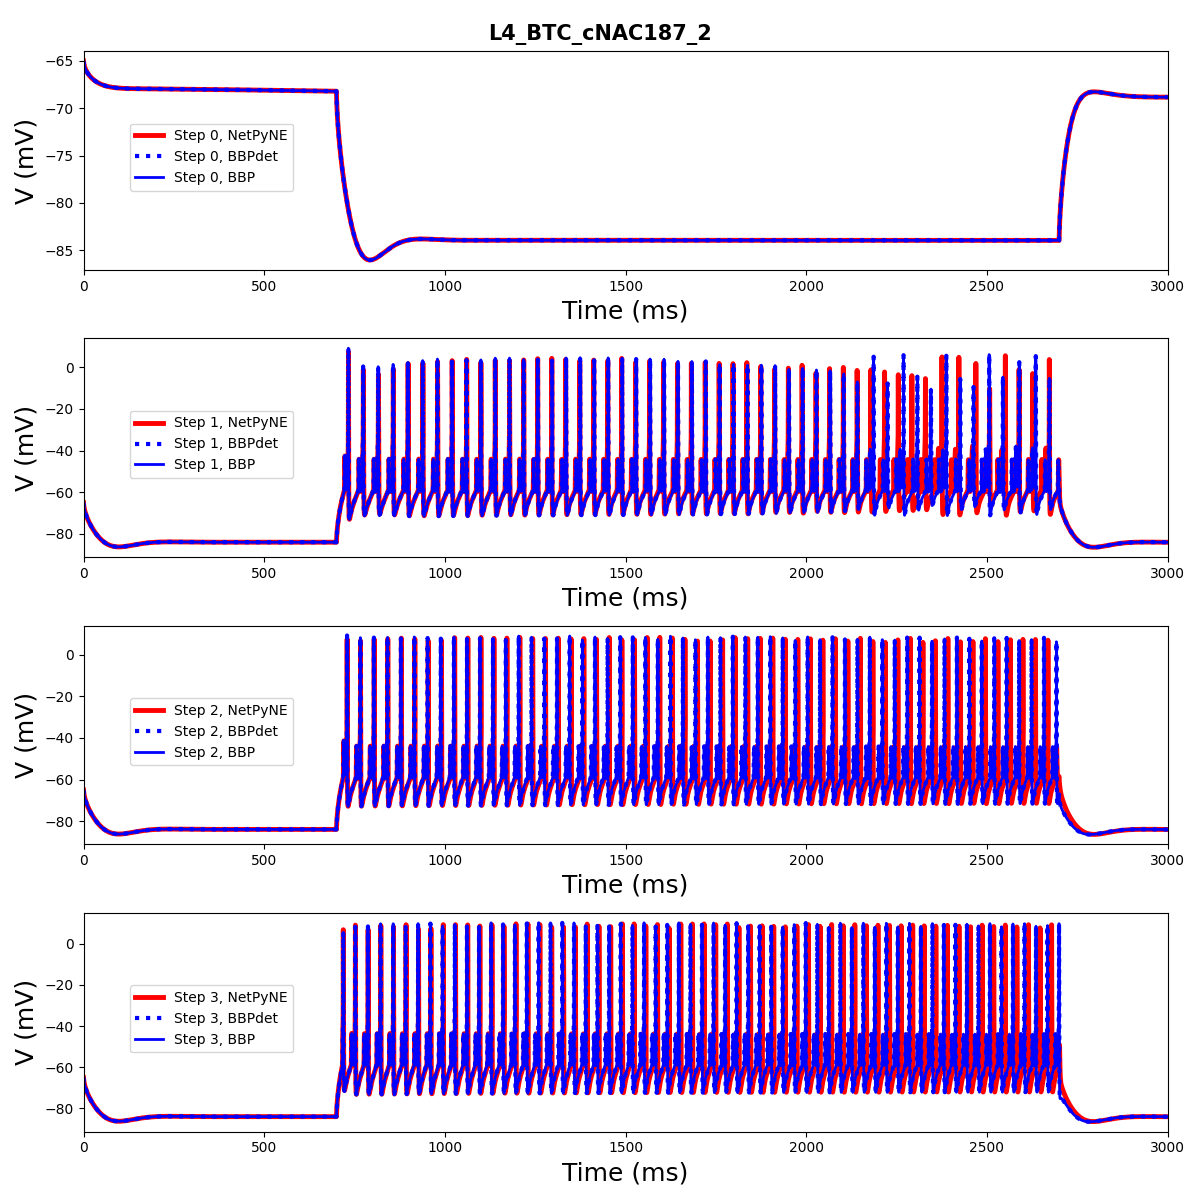 L4_BTC_cNAC187_2
−65
−70
−75
−80
−85
V (mV)
Step 0, NetPyNE
Step 0, BBPdet
Step 0, BBP
0 500 1000 1500 2000 2500 3000
Time (ms)
0
−20
−40
−60
−80
V (mV)
Step 1, NetPyNE
Step 1, BBPdet
Step 1, BBP
0 500 1000 1500 2000 2500 3000
Time (ms)
0
−20
−40
−60
−80
V (mV)
Step 2, NetPyNE
Step 2, BBPdet
Step 2, BBP
0 500 1000 1500 2000 2500 3000
Time (ms)
0
−20
−40
−60
−80
V (mV)
Step 3, NetPyNE
Step 3, BBPdet
Step 3, BBP
0 500 1000 1500 2000 2500 3000
Time (ms)